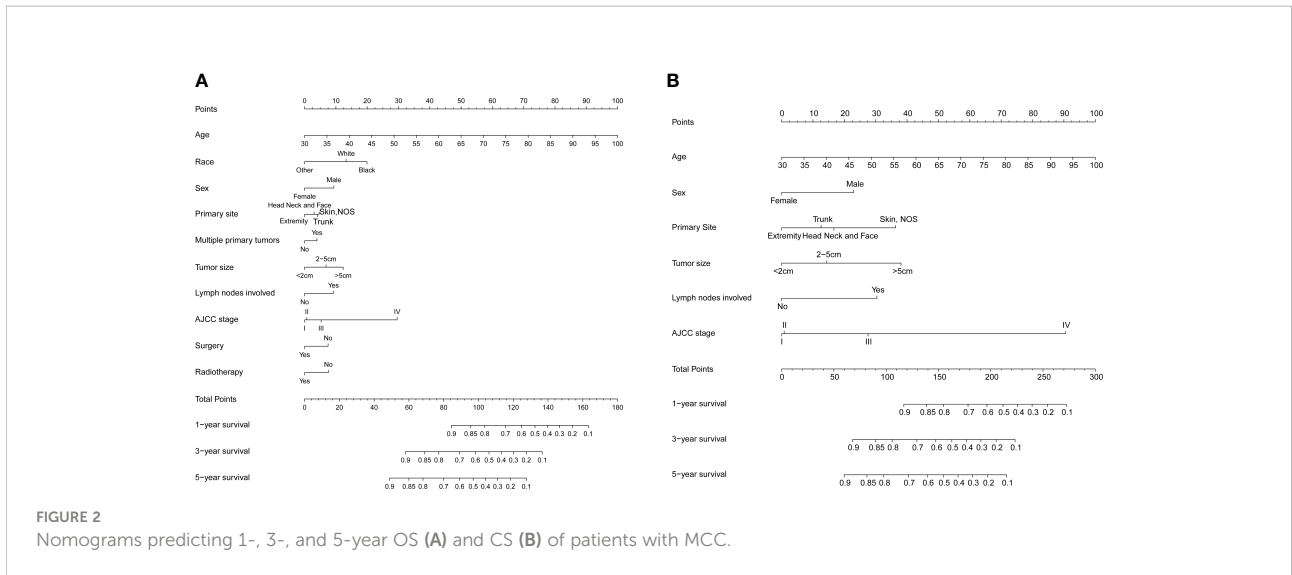 A
Points
0 10 20 30 40 50 60 70 80 90 100
Age
30 35 40 45 50 55 60 65 70 75 80 85 90 95 100
White
Race
Other Black
Male
Sex
Female
Head Neck and Face
Primary site
Skin,NOS
Extremity Trunk
Yes
Multiple primary tumors
No
2−5cm
Tumor size
<2cm >5cm
Yes
Lymph nodes involved
No
II IV
AJCC stage
I III
No
Surgery
Yes
No
Radiotherapy
Yes
Total Points
0 20 40 60 80 100 120 140 160 180
1−year survival
0.9 0.85 0.8 0.7 0.6 0.5 0.4 0.3 0.2 0.1
3−year survival
0.9 0.85 0.8 0.7 0.6 0.5 0.4 0.3 0.2 0.1
5−year survival
0.9 0.85 0.8 0.7 0.6 0.5 0.4 0.3 0.2 0.1
B
0 10 20 30 40 50 60 70 80 90 100
Points
Age
30 35 40 45 50 55 60 65 70 75 80 85 90 95 100
Male
Sex
Female
Trunk Skin, NOS
Primary Site
Extremity Head Neck and Face
2−5cm
Tumor size
<2cm >5cm
Yes
Lymph nodes involved
No
II IV
AJCC stage
I III
Total Points
0 50 100 150 200 250 300
1−year survival
0.9 0.85 0.8 0.7 0.6 0.5 0.4 0.3 0.2 0.1
3−year survival
0.9 0.85 0.8 0.7 0.6 0.5 0.4 0.3 0.2 0.1
5−year survival
0.9 0.85 0.8 0.7 0.6 0.5 0.4 0.3 0.2 0.1
FIGURE 2
Nomograms predicting 1-, 3-, and 5-year OS (A) and CS (B) of patients with MCC.